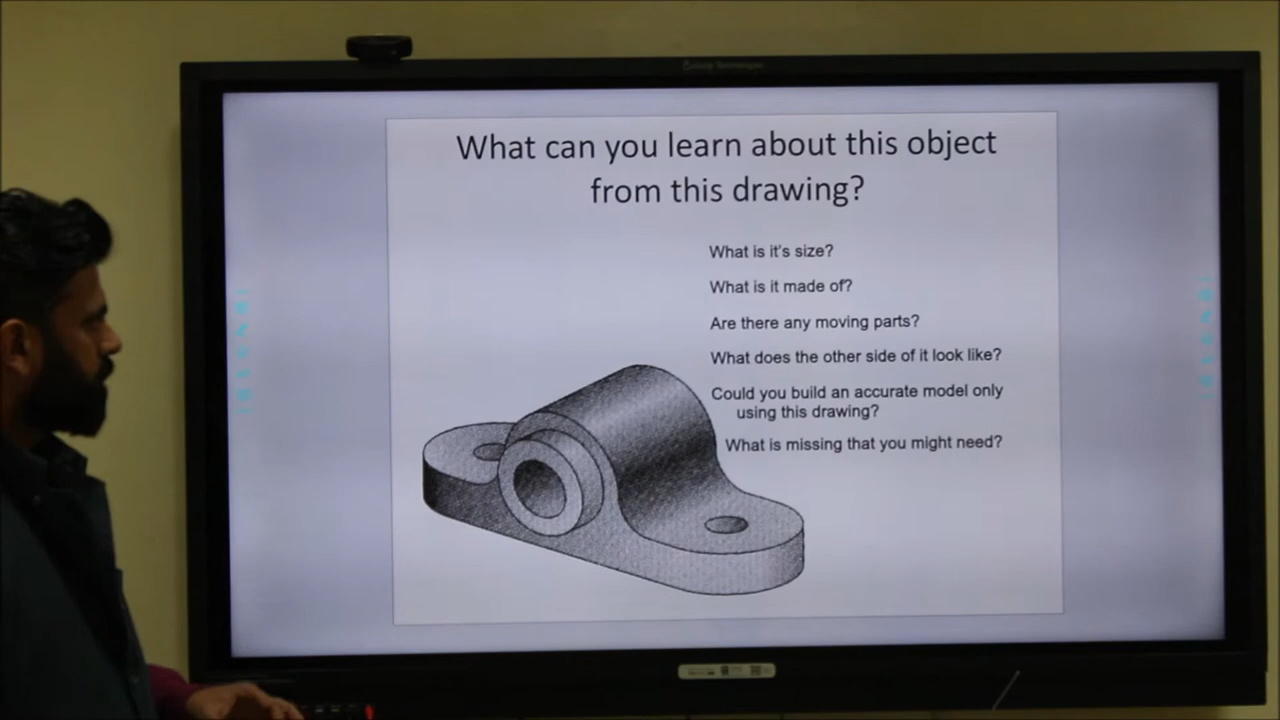 What can you learn about this object
from this drawing?
What is it's size?
What is it made of?
Are there any moving parts?
What does the other side of it look like?
Could you build an accurate model only
using this drawing?
What is missing that you might need?